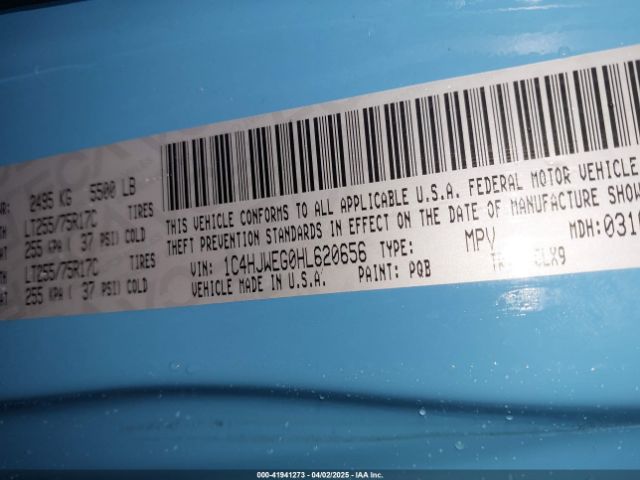 2495 KG 5500 LB
LT255/75R17C TIRES
255 KPA ( 37 PSI) COLD
LT255/75R17C TIRES
255 KPA ( 37 PSI) COLD
THIS VEHICLE CONFORMS TO ALL APPLICABLE U.S.A. FEDERAL MOTOR VEHICLE
THEFT PREVENTION STANDARDS IN EFFECT ON THE DATE OF MANUFACTURE SHOW
VIN: 1C4HJWEG0HL620656 TYPE: MPV MDH: 0310
VEHICLE MADE IN U.S.A. PAINT: PQB
000-41941273 | 04/02/2025 | IAA Inc.